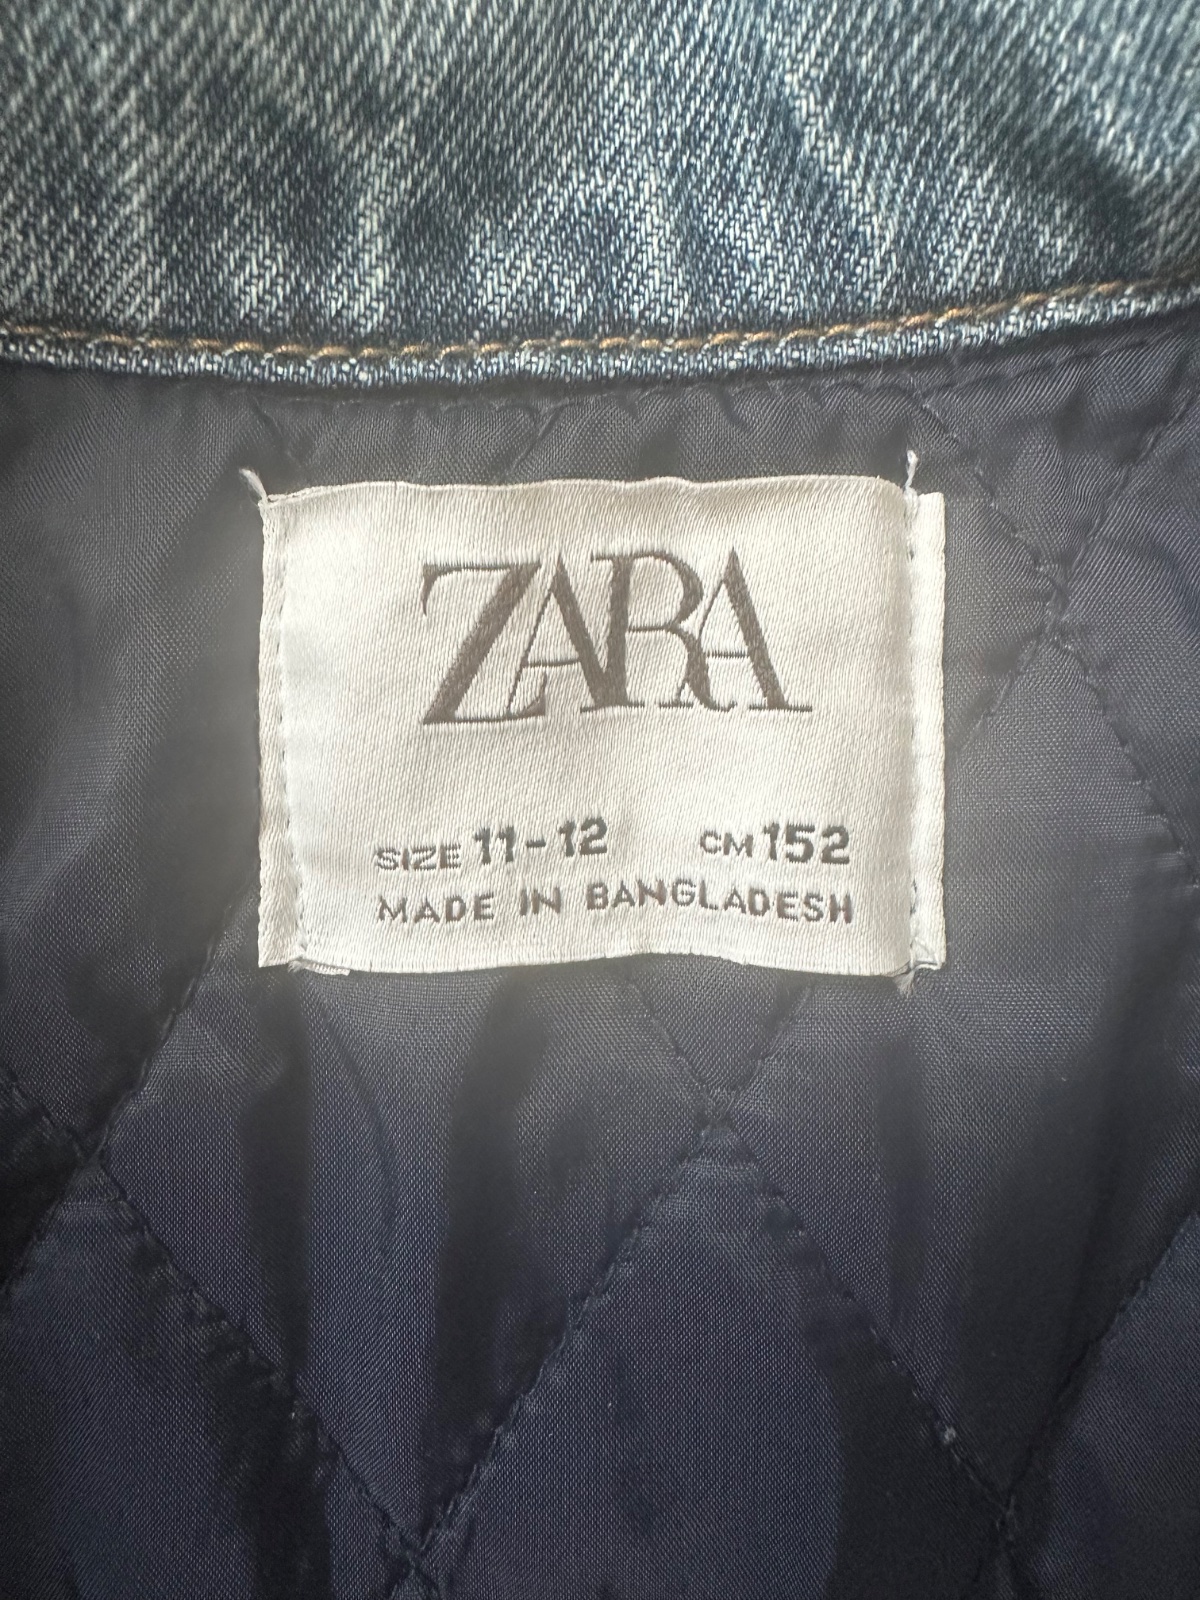 ZARA
SIZE 11-12 CM 152
MADE IN BANGLADESH